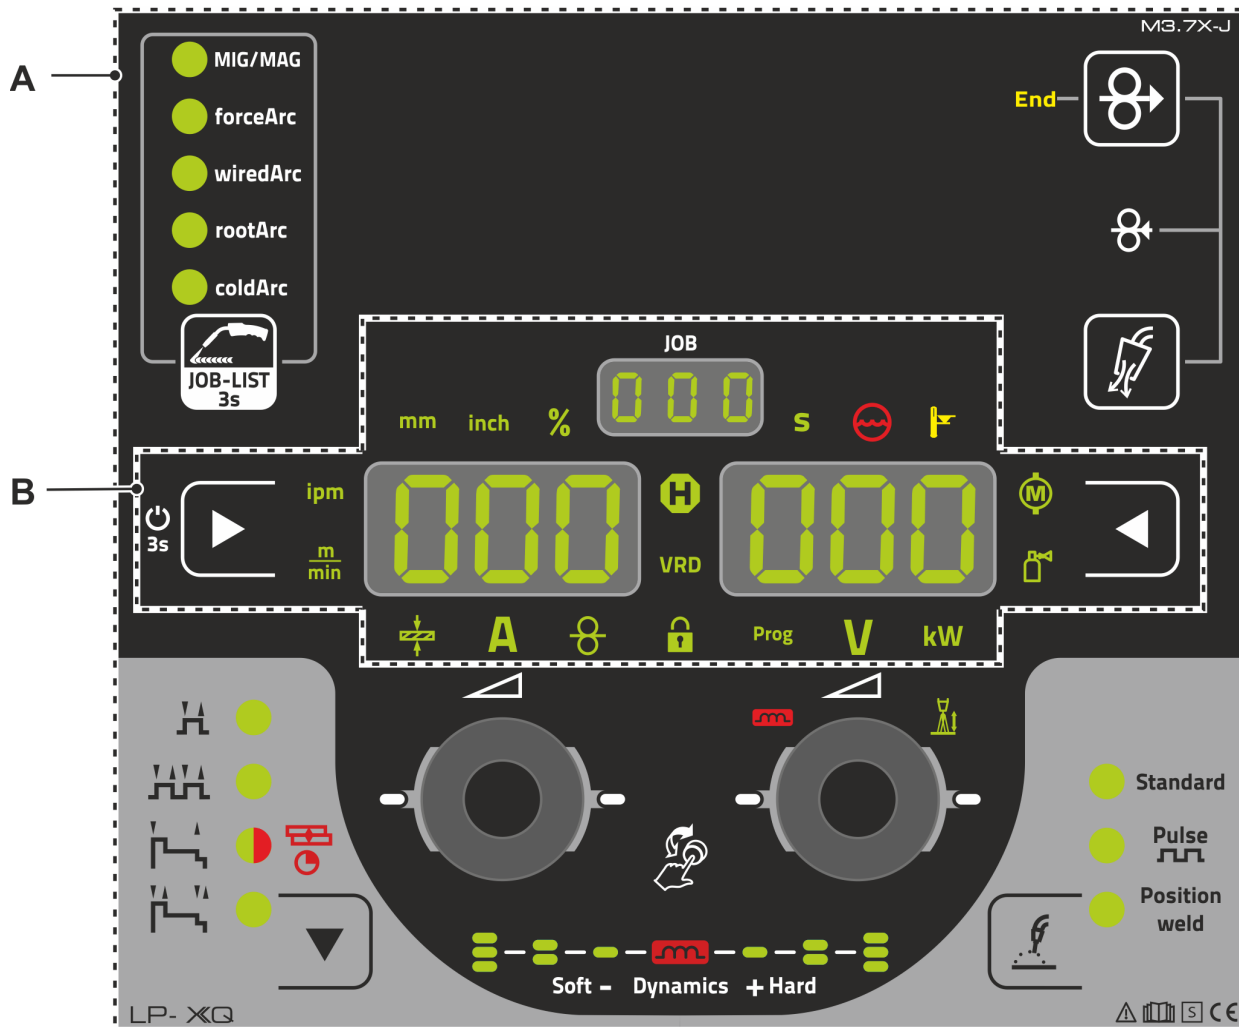 A
B
M3.7X-J
MIG/MAG
forceArc
wiredArc
rootArc
coldArc
JOB-LIST
3s
End
JOB
000
mm
inch
%
s
ipm
000
H
000
M
3s
m
min
VRD
A
Prog
V
kW
Standard
Pulse
Position
weld
Soft - Dynamics + Hard
LP- XQ
S CE